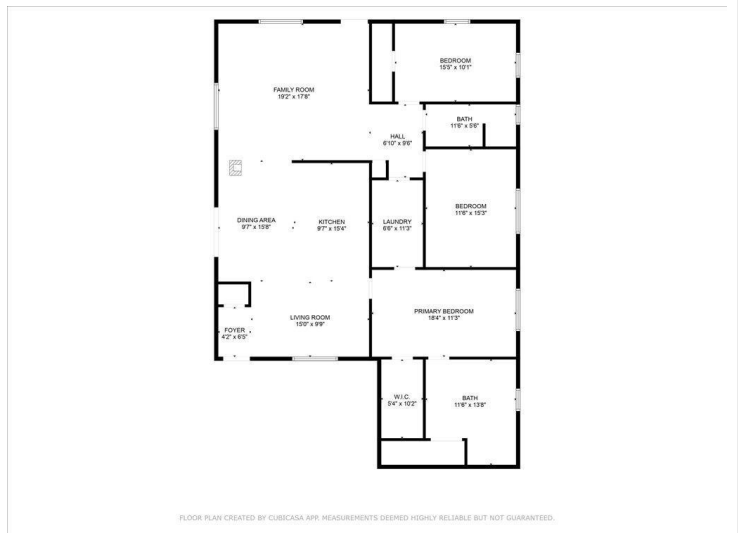 BEDROOM
15'5" x 10'1"
FAMILY ROOM
19'2" x 17'8"
BATH
11'6" x 5'6"
HALL
6'10" x 9'6"
BEDROOM
11'6" x 15'3"
DINING AREA
9'7" x 15'8"
KITCHEN
9'7" x 15'4"
LAUNDRY
6'6" x 11'3"
PRIMARY BEDROOM
18'4" x 11'3"
LIVING ROOM
15'0" x 9'9"
FOYER
4'2" x 6'5"
W.I.C.
5'4" x 10'2"
BATH
11'6" x 13'8"
FLOOR PLAN CREATED BY CUBICASA APP. MEASUREMENTS DEEMED HIGHLY RELIABLE BUT NOT GUARANTEED.